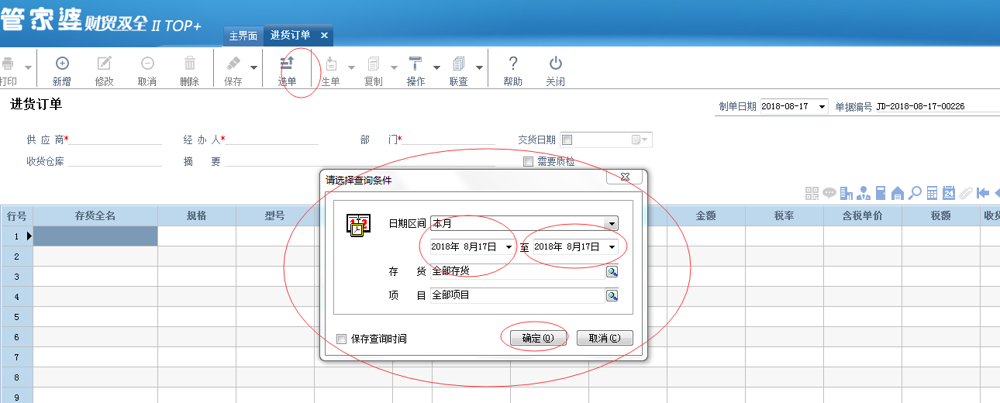 管家婆 财贸双全 II TOP+
主界面 进货订单 ×
打印 新增 修改 取消 删除 保存 选单 生单 复制 操作 联查 帮助 关闭
进货订单 制单日期 2018-08-17 单据编号 JD-2018-08-17-00226
供 应 商* 经 办 人* 部 门* 交货日期
收货仓库 摘 要 需要质检
24
行号 存货全名 规格 型号 金额 税率 含税单价 税额 收货
1
2
3
4
5
6
7
8
9
请选择查询条件
日期区间 本月
2018年 8月17日 至 2018年 8月17日
存 货 全部存货
项 目 全部项目
保存查询时间 确定(O) 取消(C)